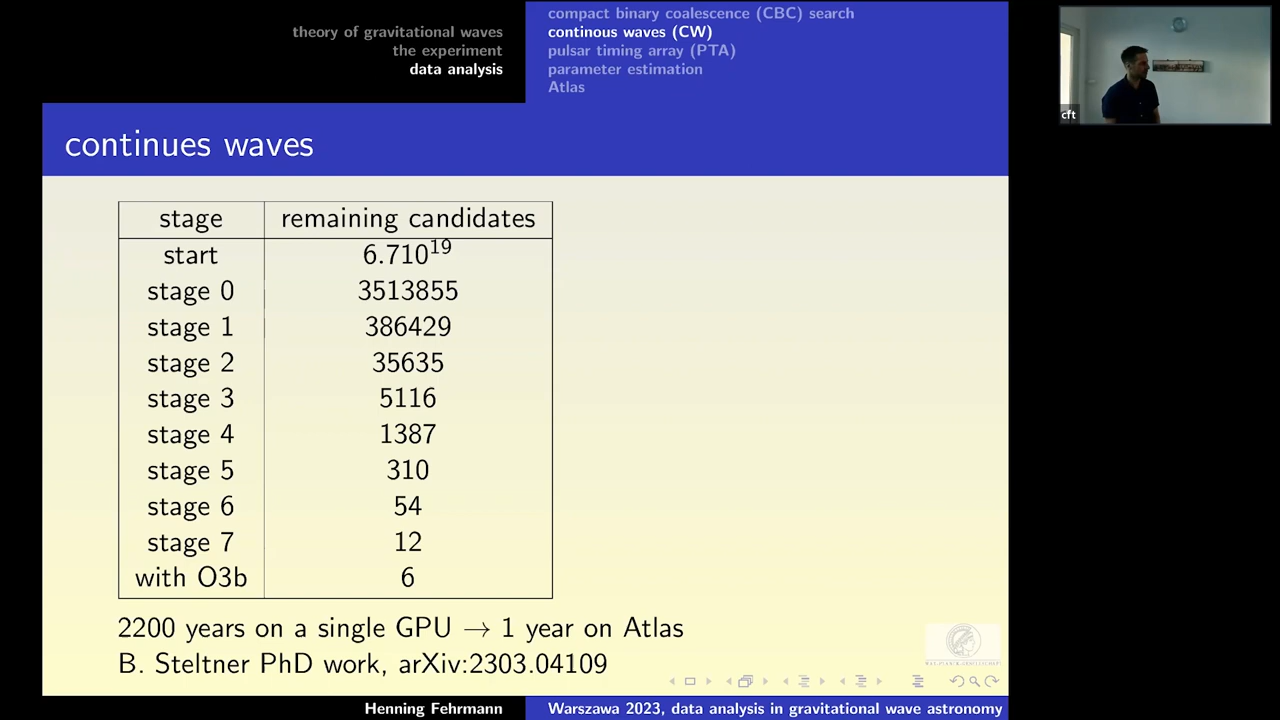 theory of gravitational waves
the experiment
data analysis
compact binary coalescence (CBC) search
continous waves (CW)
pulsar timing array (PTA)
parameter estimation
Atlas
cft
continues waves
stage remaining candidates
start 6.710^19
stage 0 3513855
stage 1 386429
stage 2 35635
stage 3 5116
stage 4 1387
stage 5 310
stage 6 54
stage 7 12
with O3b 6
2200 years on a single GPU → 1 year on Atlas
B. Steltner PhD work, arXiv:2303.04109
Henning Fehrmann
Warszawa 2023, data analysis in gravitational wave astronomy